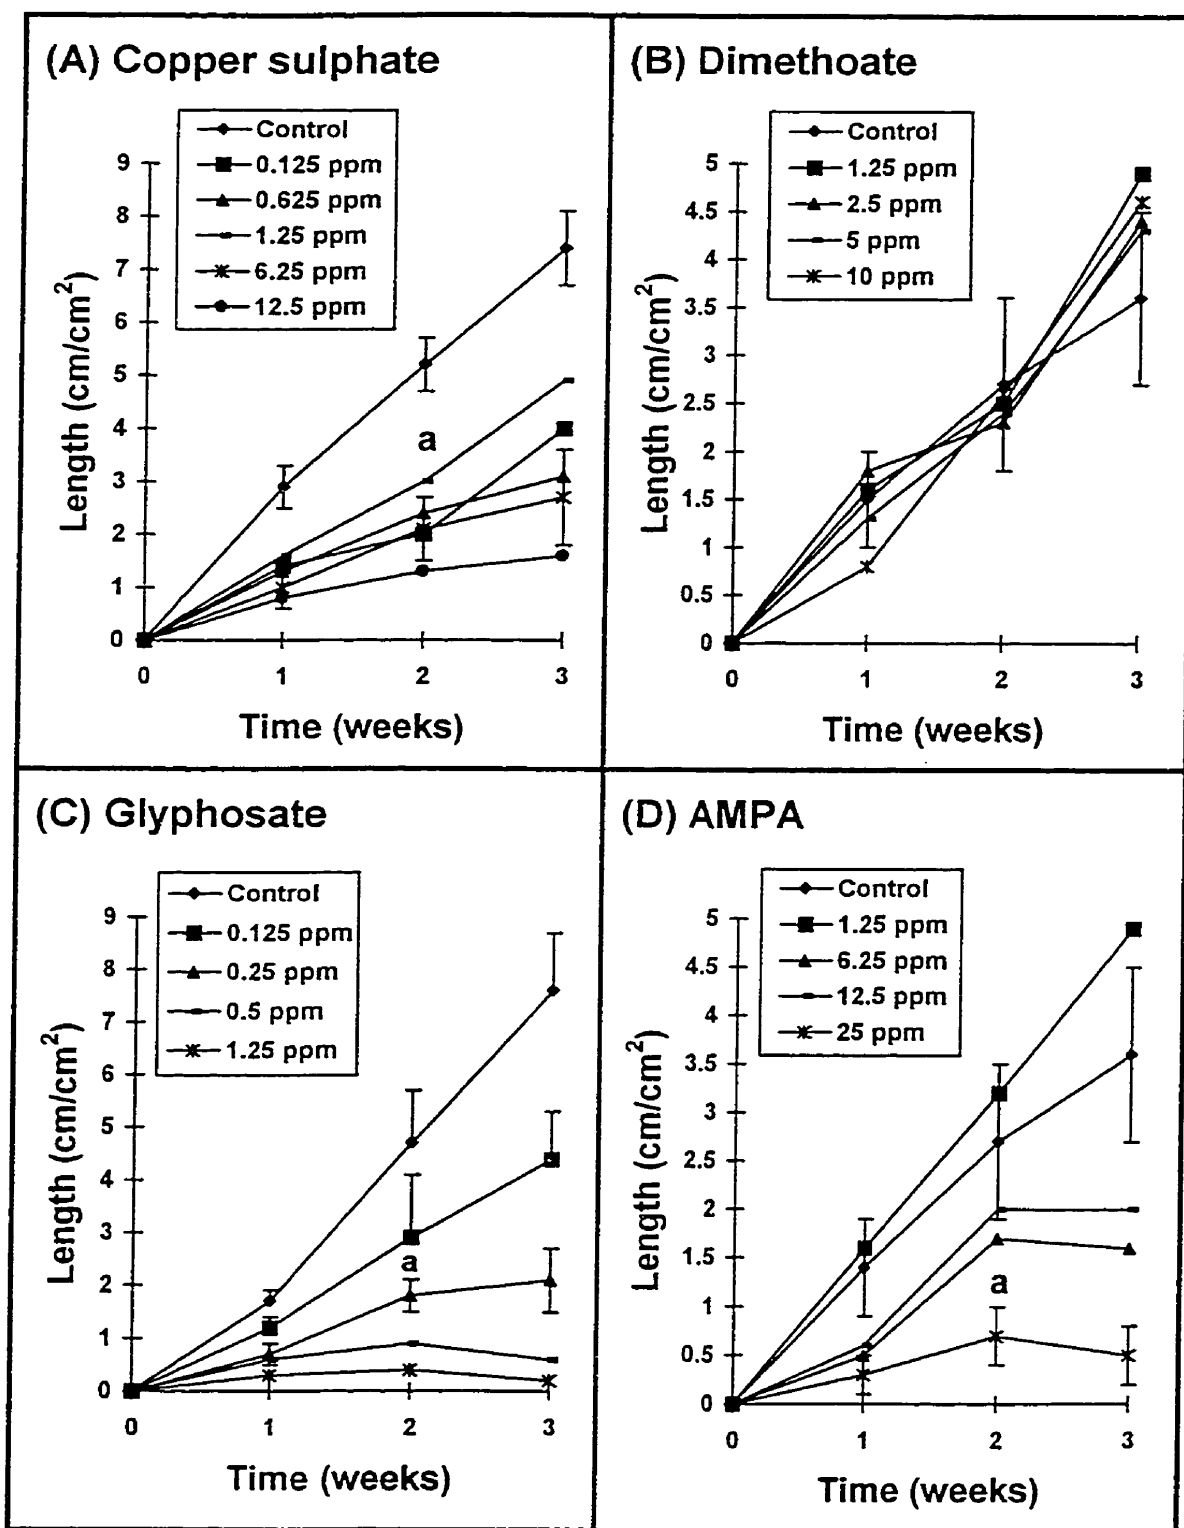 (A) Copper sulphate
Control
0.125 ppm
0.625 ppm
1.25 ppm
6.25 ppm
12.5 ppm
9
8
7
6
5
4
3
2
1
0
a
0 1 2 3
Length (cm/cm²)
Time (weeks)
(B) Dimethoate
Control
1.25 ppm
2.5 ppm
5 ppm
10 ppm
5
4.5
4
3.5
3
2.5
2
1.5
1
0.5
0
0 1 2 3
Length (cm/cm²)
Time (weeks)
(C) Glyphosate
Control
0.125 ppm
0.25 ppm
0.5 ppm
1.25 ppm
9
8
7
6
5
4
3
2
1
0
a
0 1 2 3
Length (cm/cm²)
Time (weeks)
(D) AMPA
Control
1.25 ppm
6.25 ppm
12.5 ppm
25 ppm
5
4.5
4
3.5
3
2.5
2
1.5
1
0.5
0
a
0 1 2 3
Length (cm/cm²)
Time (weeks)